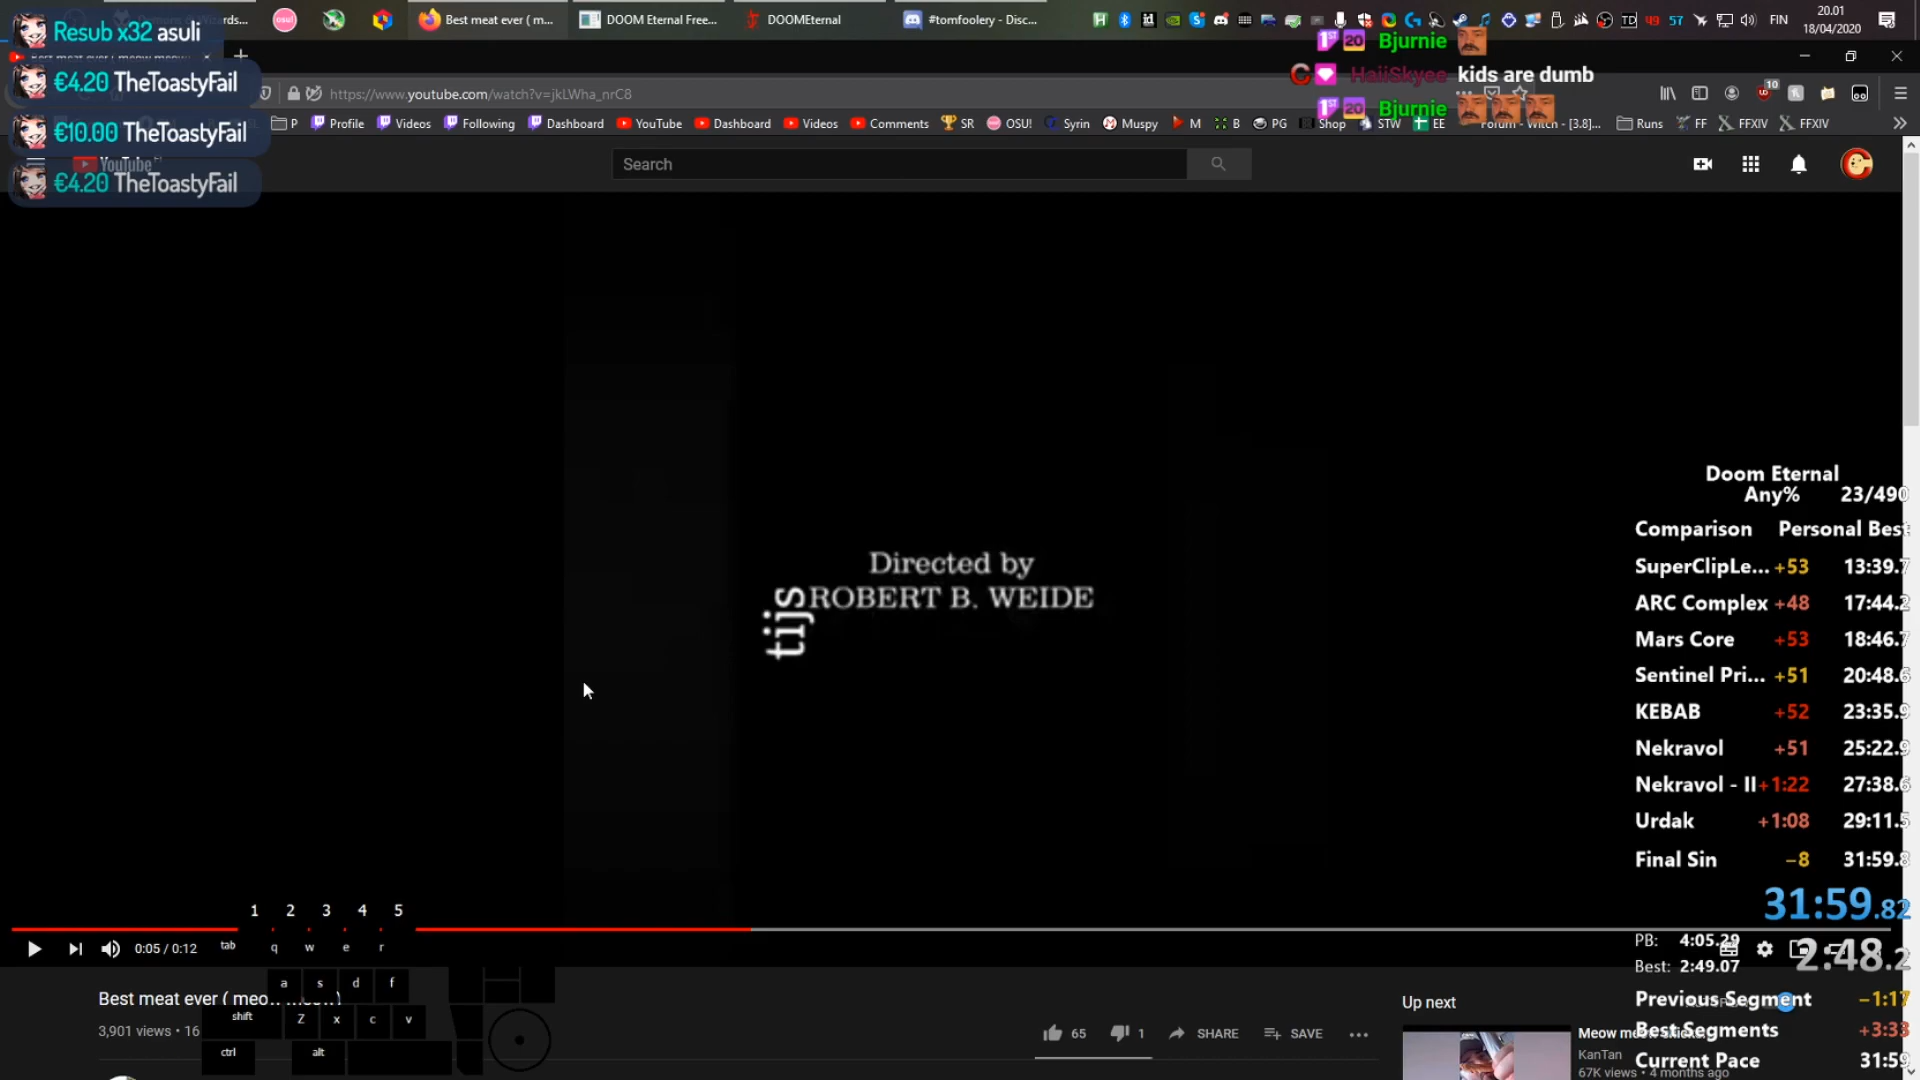 Resub x32 asuli
€4.20 TheToastyFail
€10.00 TheToastyFail
€4.20 TheToastyFail
Best meat ever ( m...
DOOM Eternal Free...
DOOMEternal
#tomfoolery - Disc...
FIN
20.01
18/04/2020
Bjurnie
HaiiSkyee kids are dumb
Bjurnie
https://www.youtube.com/watch?v=jkLWha_nrC8
P Profile Videos Following Dashboard YouTube Dashboard Videos Comments SR OSU! Syrin Muspy M B PG Shop STW EE Forum - Witch - [3.8]... Runs FF FFXIV FFXIV
YouTube
Search
Directed by
ROBERT B. WEIDE
tijs
Doom Eternal
Any% 23/490
Comparison Personal Best
SuperClipLe... +53 13:39.7
ARC Complex +48 17:44.2
Mars Core +53 18:46.7
Sentinel Pri... +51 20:48.6
KEBAB +52 23:35.9
Nekravol +51 25:22.9
Nekravol - II +1:22 27:38.6
Urdak +1:08 29:11.5
Final Sin −8 31:59.8
31:59.82
PB: 4:05.29
Best: 2:49.07
2:48.2
Previous Segment −1:17
Best Segments +3:33
Current Pace 31:59
1 2 3 4 5
0:05 / 0:12
tab q w e r
a s d f
shift Z x c v
ctrl alt
Best meat ever ( meow meow)
3,901 views • 16
65 1 SHARE SAVE
Up next
KanTan
67K views • 4 months ago